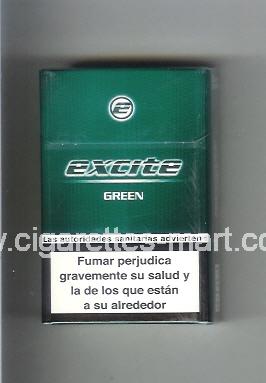 excite
GREEN
Las autoridades sanitarias advierten
www.cigarettes-mart.com
Fumar perjudica
gravemente su salud y
la de los que están
a su alrededor